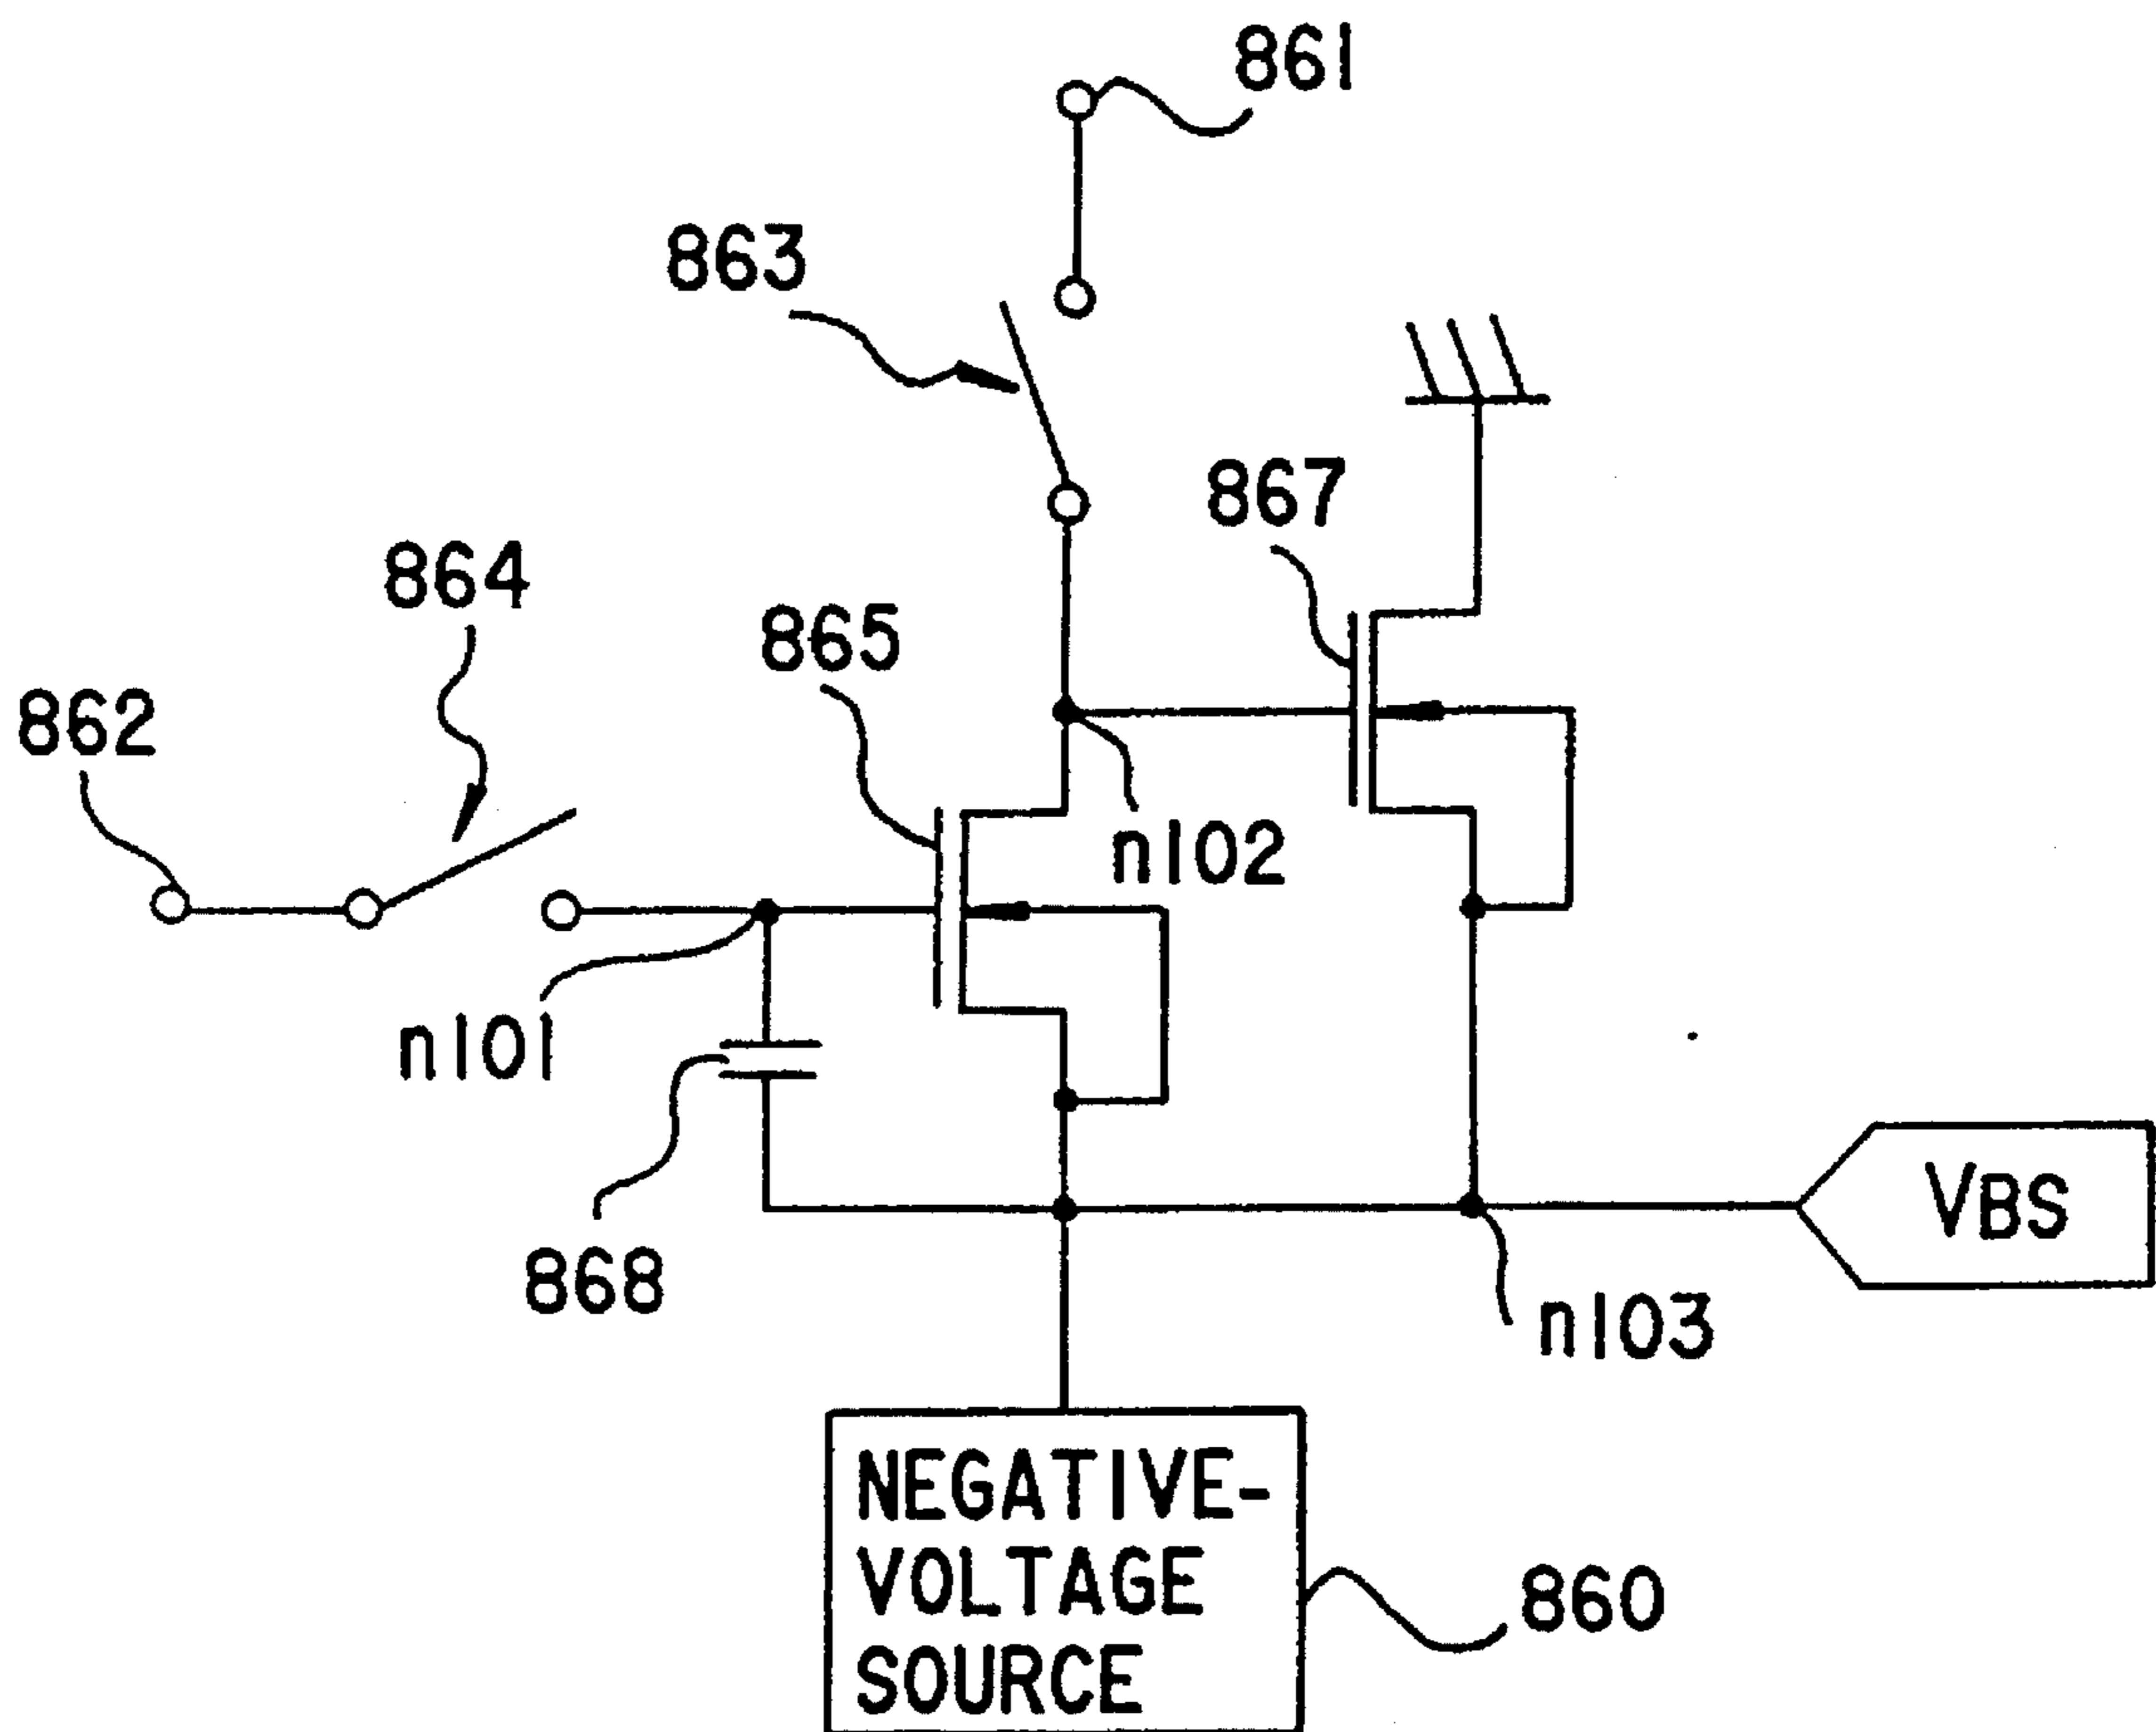 861
863
867
864
865
862
n102
n101
VBS
868
n103
NEGATIVE-
VOLTAGE
SOURCE
860